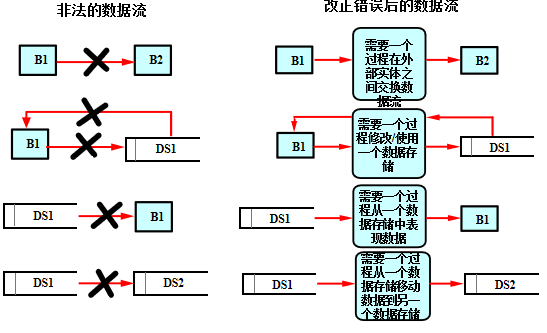 非法的数据流
改正错误后的数据流
B1
B2
B1
需要一个
过程在外
部实体之
间交换数
据流
B2
B1
DS1
B1
需要一个过
程修改/使用
一个数据存
储
DS1
DS1
B1
DS1
需要一个过
程从一个数
据存储中表
现数据
B1
DS1
DS2
DS1
需要一个过
程从一个数
据存储移动
数据到另一
个数据存储
DS2